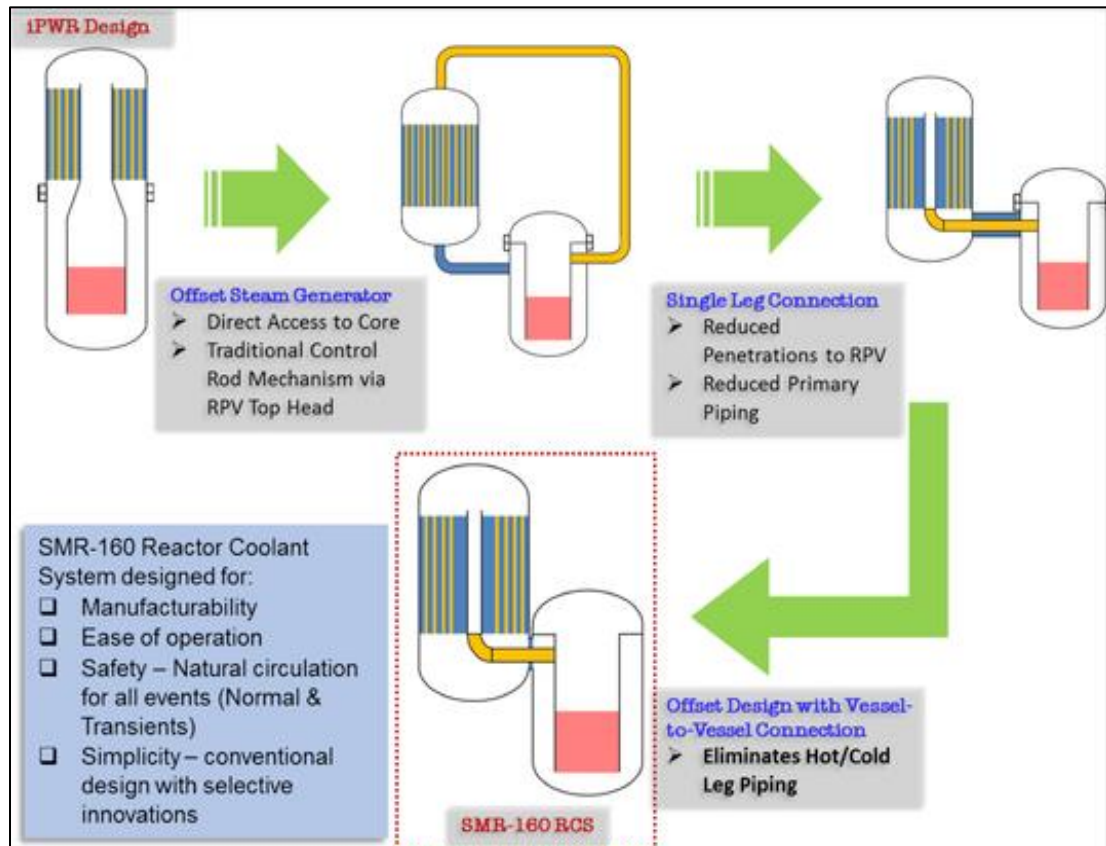 iPWR Design
Offset Steam Generator
➢ Direct Access to Core
➢ Traditional Control
Rod Mechanism via
RPV Top Head
Single Leg Connection
➢ Reduced
Penetrations to RPV
➢ Reduced Primary
Piping
SMR-160 Reactor Coolant
System designed for:
❑ Manufacturability
❑ Ease of operation
❑ Safety – Natural circulation
for all events (Normal &
Transients)
❑ Simplicity – conventional
design with selective
innovations
Offset Design with Vessel-
to-Vessel Connection
➢ Eliminates Hot/Cold
Leg Piping
SMR-160 RCS